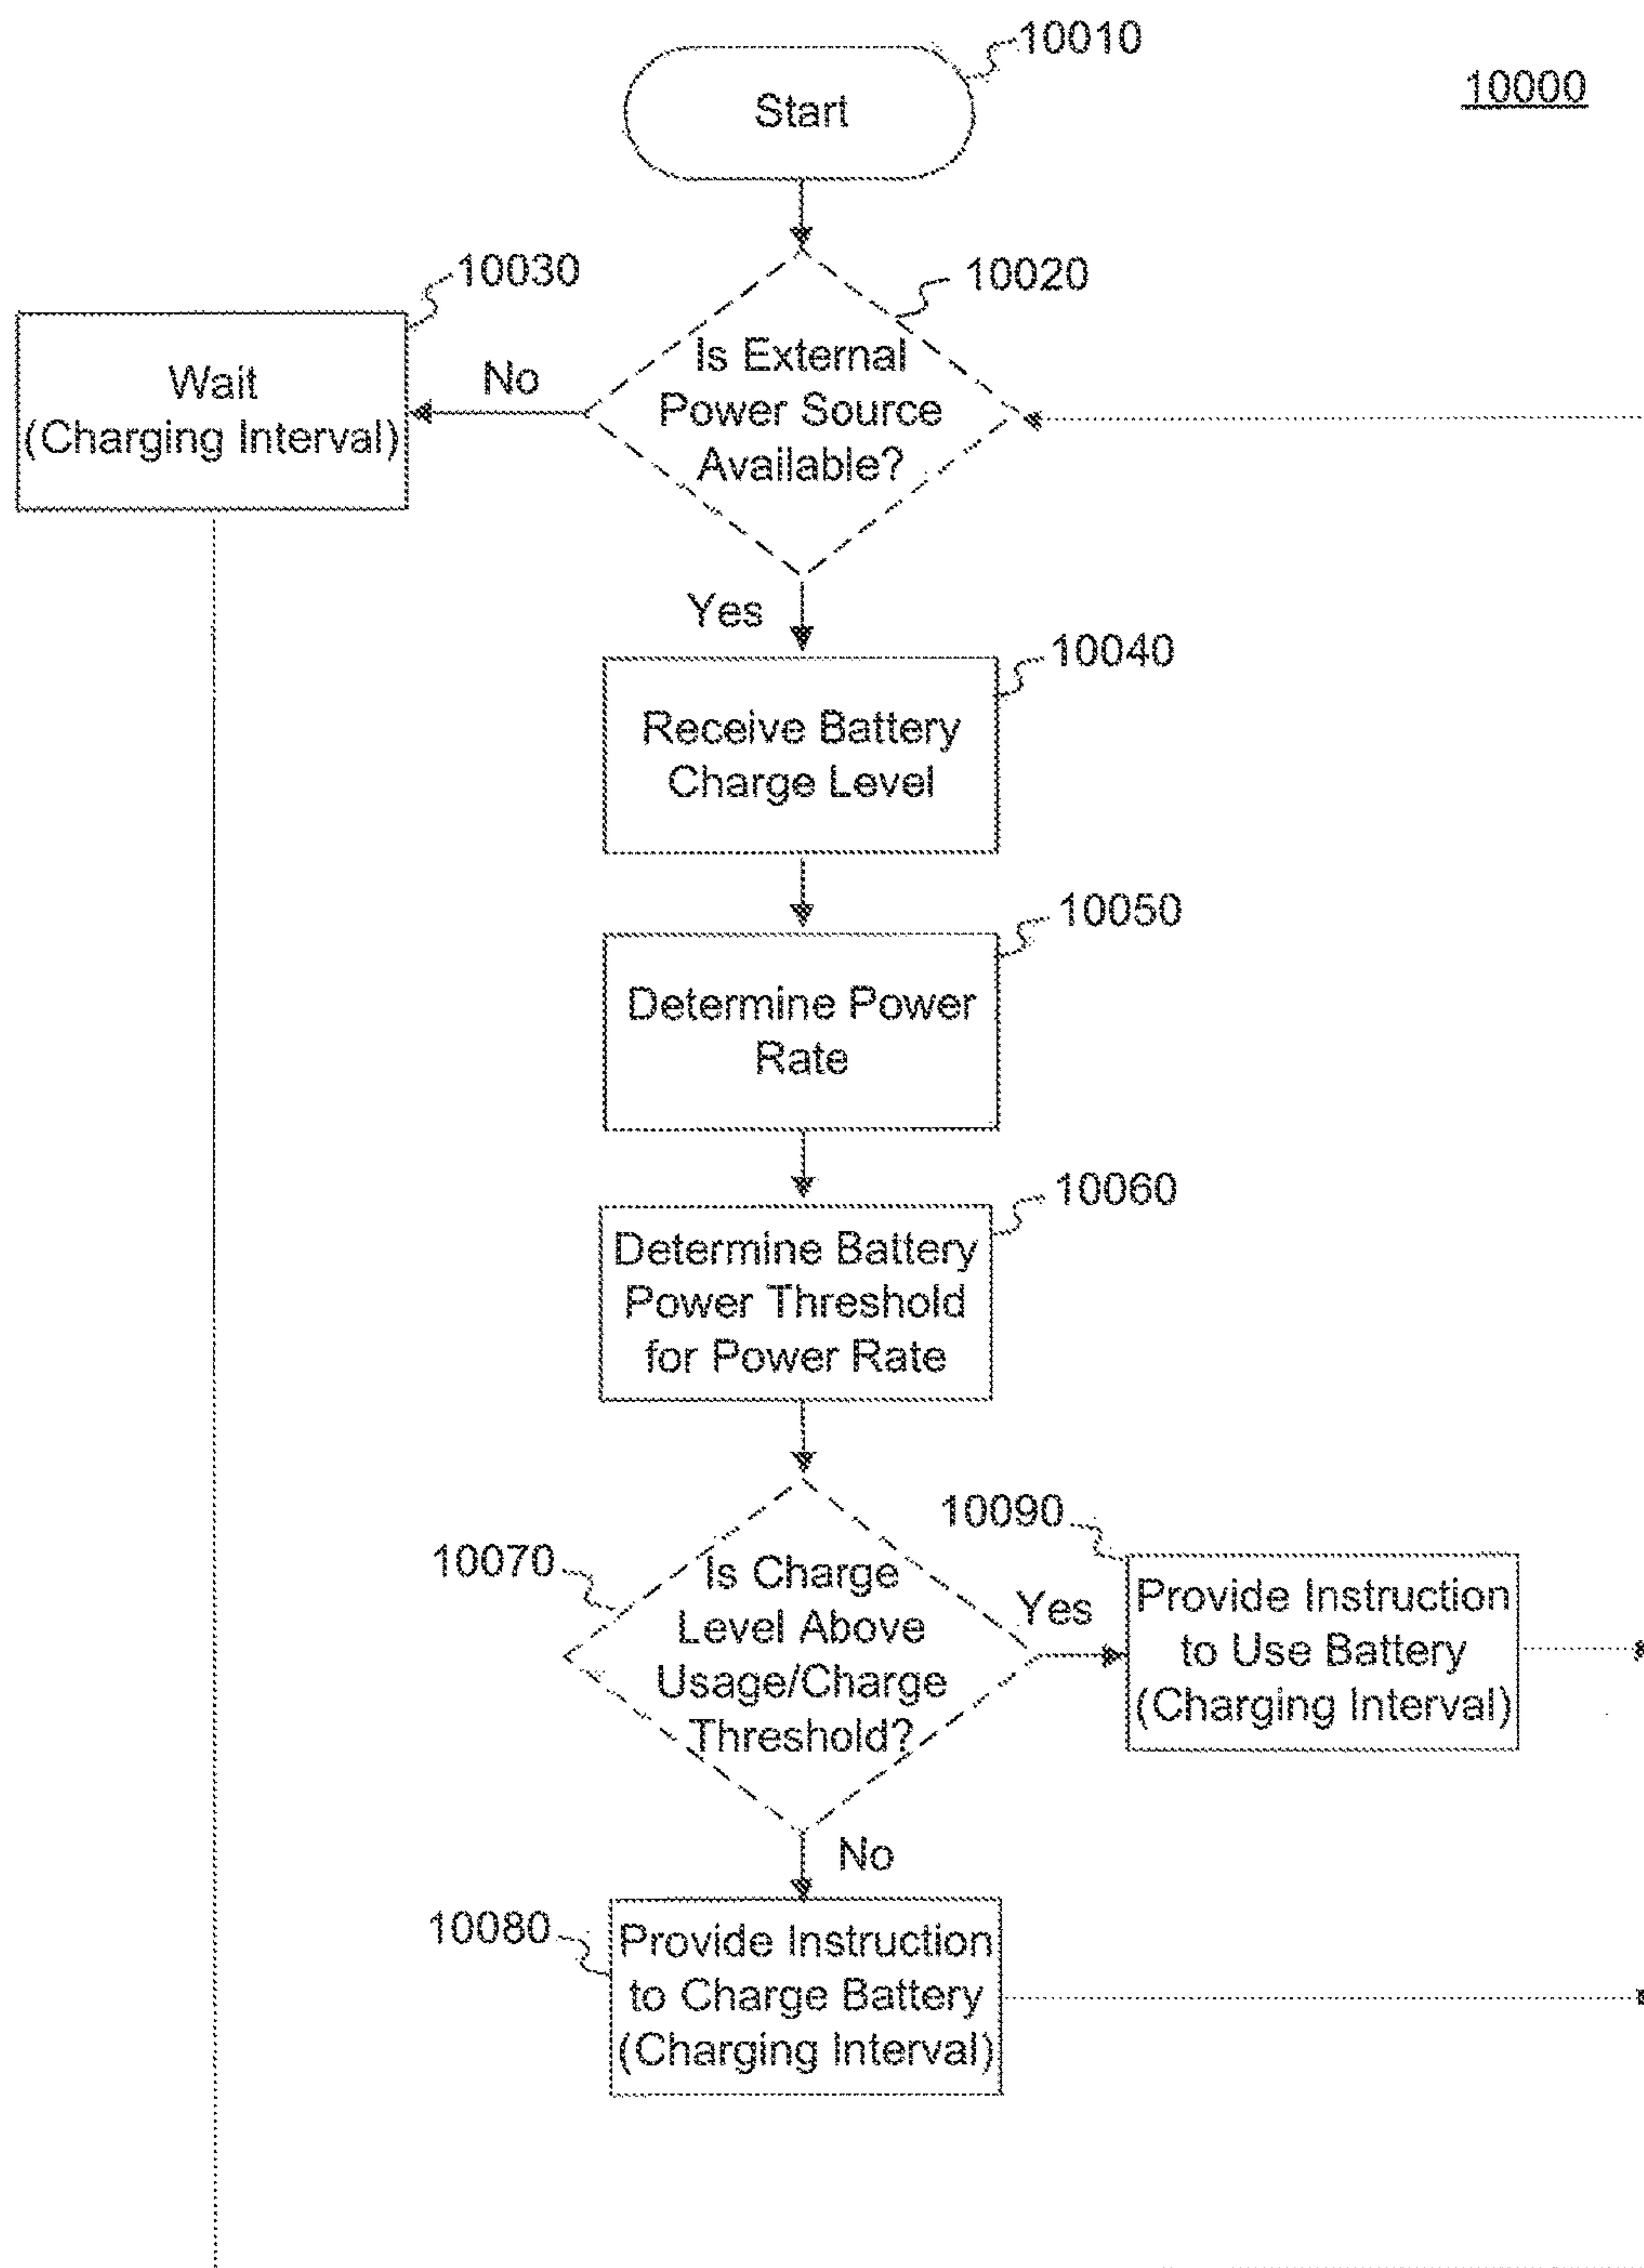 10010
10000
Start
10030
10020
Wait
(Charging Interval)
No
Is External
Power Source
Available?
Yes
10040
Receive Battery
Charge Level
10050
Determine Power
Rate
10060
Determine Battery
Power Threshold
for Power Rate
10070
Is Charge
Level Above
Usage/Charge
Threshold?
Yes
10090
Provide Instruction
to Use Battery
(Charging Interval)
No
10080
Provide Instruction
to Charge Battery
(Charging Interval)